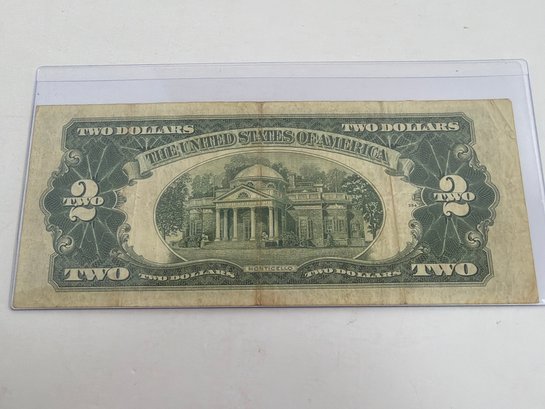 TWO DOLLARS TWO DOLLARS
THE UNITED STATES OF AMERICA
2 2
TWO TWO
MONTICELLO
TWO TWO DOLLARS TWO DOLLARS TWO